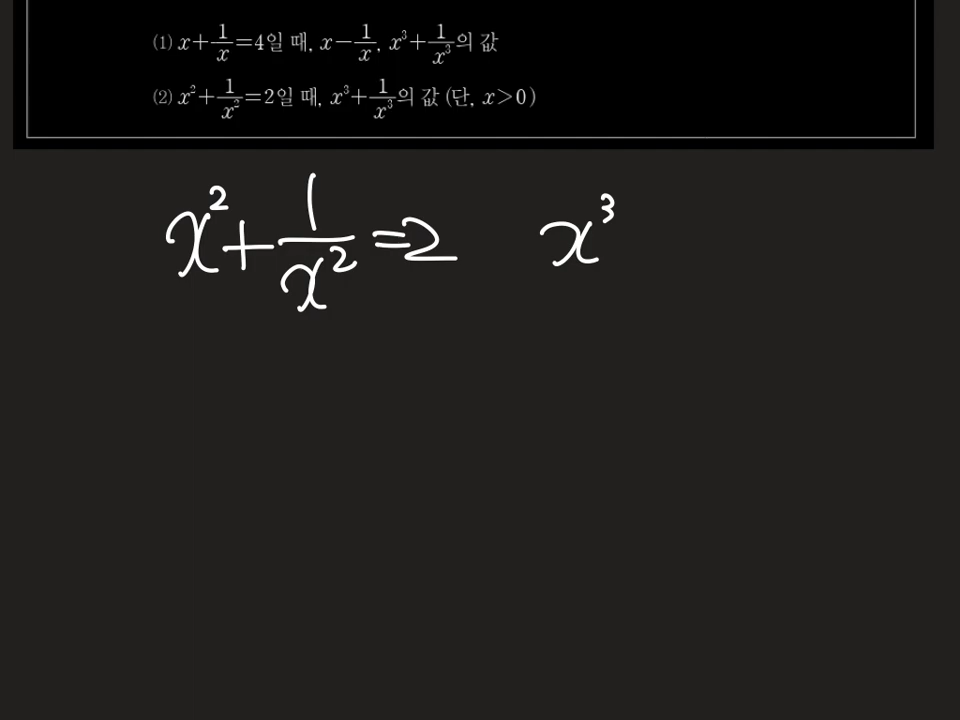 (1) x+1/x=4일 때, x−1/x, x³+1/x³의 값
(2) x²+1/x²=2일 때, x³+1/x³의 값 (단, x>0)
x²+1/x²=2 x³